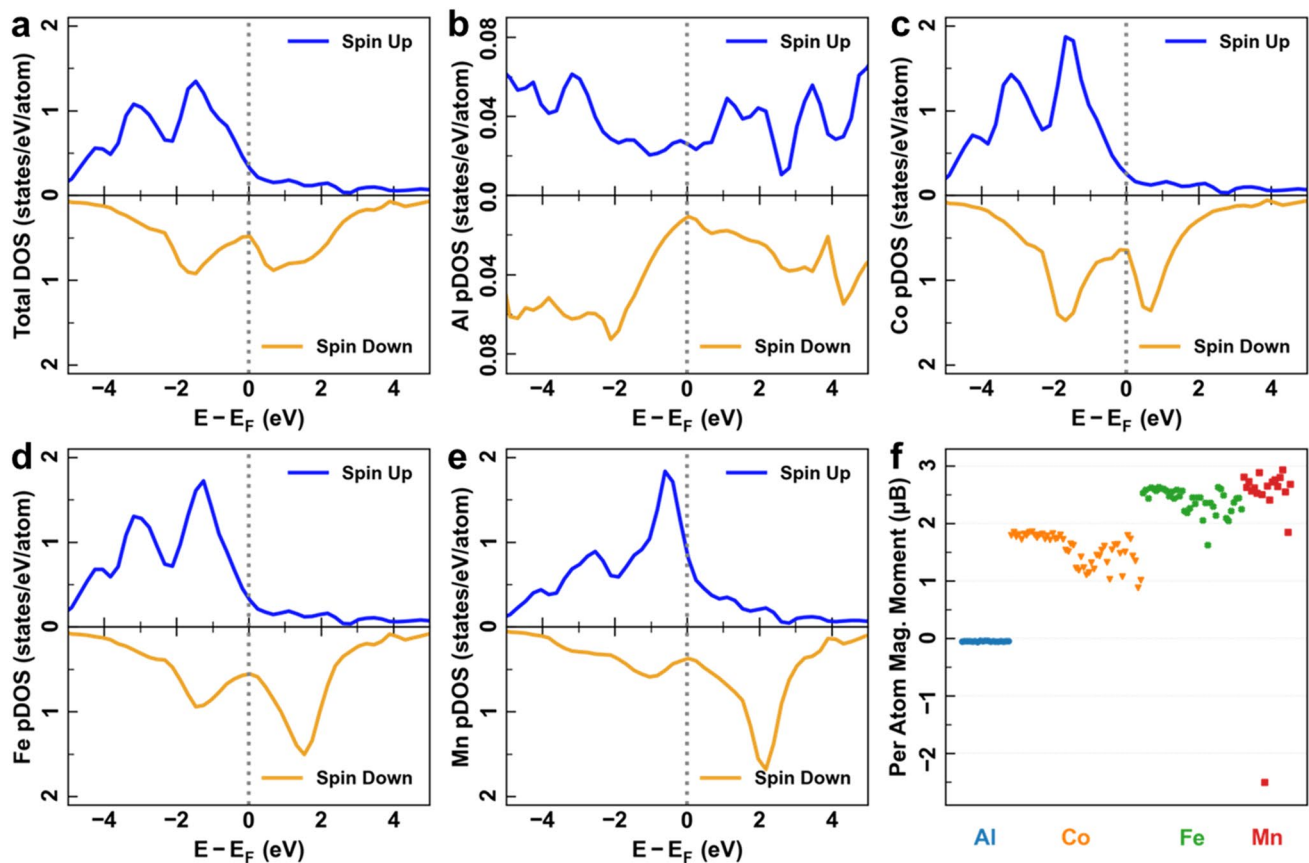 a
2
1
0
1
2
Total DOS (states/eV/atom)
Spin Up
Spin Down
−4 −2 0 2 4
E − E_F (eV)
b
0.08
0.04
0.0
0.04
0.08
Al pDOS (states/eV/atom)
Spin Up
Spin Down
−4 −2 0 2 4
E − E_F (eV)
c
2
1
0
1
2
Co pDOS (states/eV/atom)
Spin Up
Spin Down
−4 −2 0 2 4
E − E_F (eV)
d
2
1
0
1
2
Fe pDOS (states/eV/atom)
Spin Up
Spin Down
−4 −2 0 2 4
E − E_F (eV)
e
2
1
0
1
2
Mn pDOS (states/eV/atom)
Spin Up
Spin Down
−4 −2 0 2 4
E − E_F (eV)
f
3
2
1
0
−1
−2
Per Atom Mag. Moment (μB)
Al Co Fe Mn